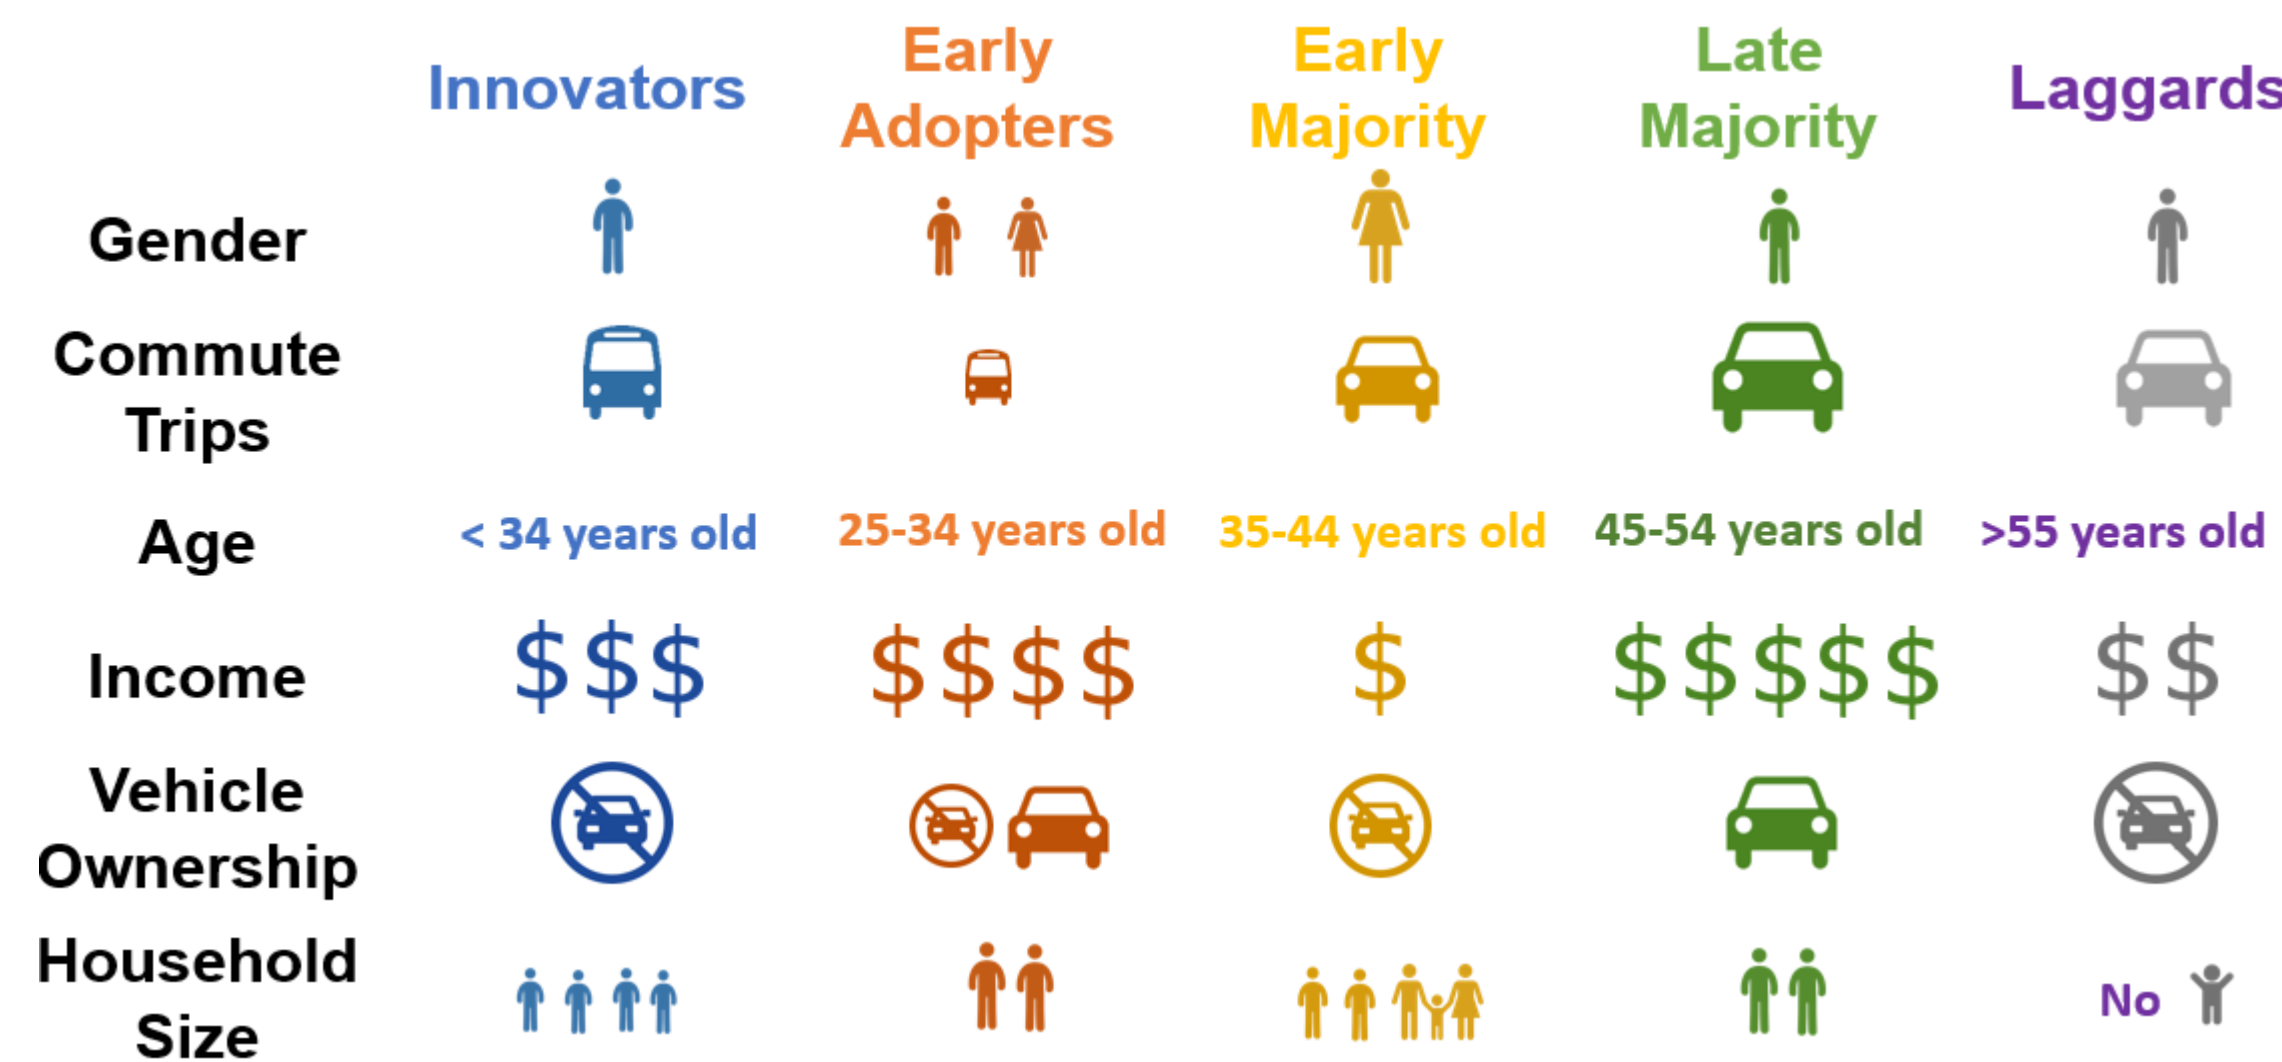 Innovators
Early
Adopters
Early
Majority
Late
Majority
Laggards
Gender
Commute
Trips
Age
< 34 years old
25-34 years old
35-44 years old
45-54 years old
>55 years old
Income
$$$
$$$$
$
$$$$$
$$
Vehicle
Ownership
Household
Size
No